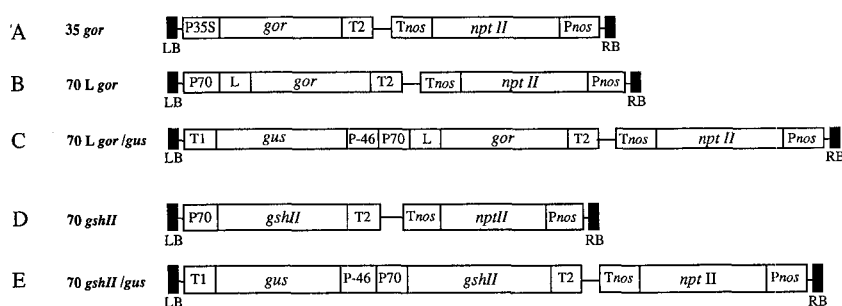 A 35 gor P35S gor T2 Tnos npt II Pnos
LB RB
B 70 L gor P70 L gor T2 Tnos npt II Pnos
LB RB
C 70 L gor /gus T1 gus P-46 P70 L gor T2 Tnos npt II Pnos
LB RB
D 70 gshII P70 gshII T2 Tnos nptII Pnos
LB RB
E 70 gshII /gus T1 gus P-46 P70 gshII T2 Tnos npt II Pnos
LB RB